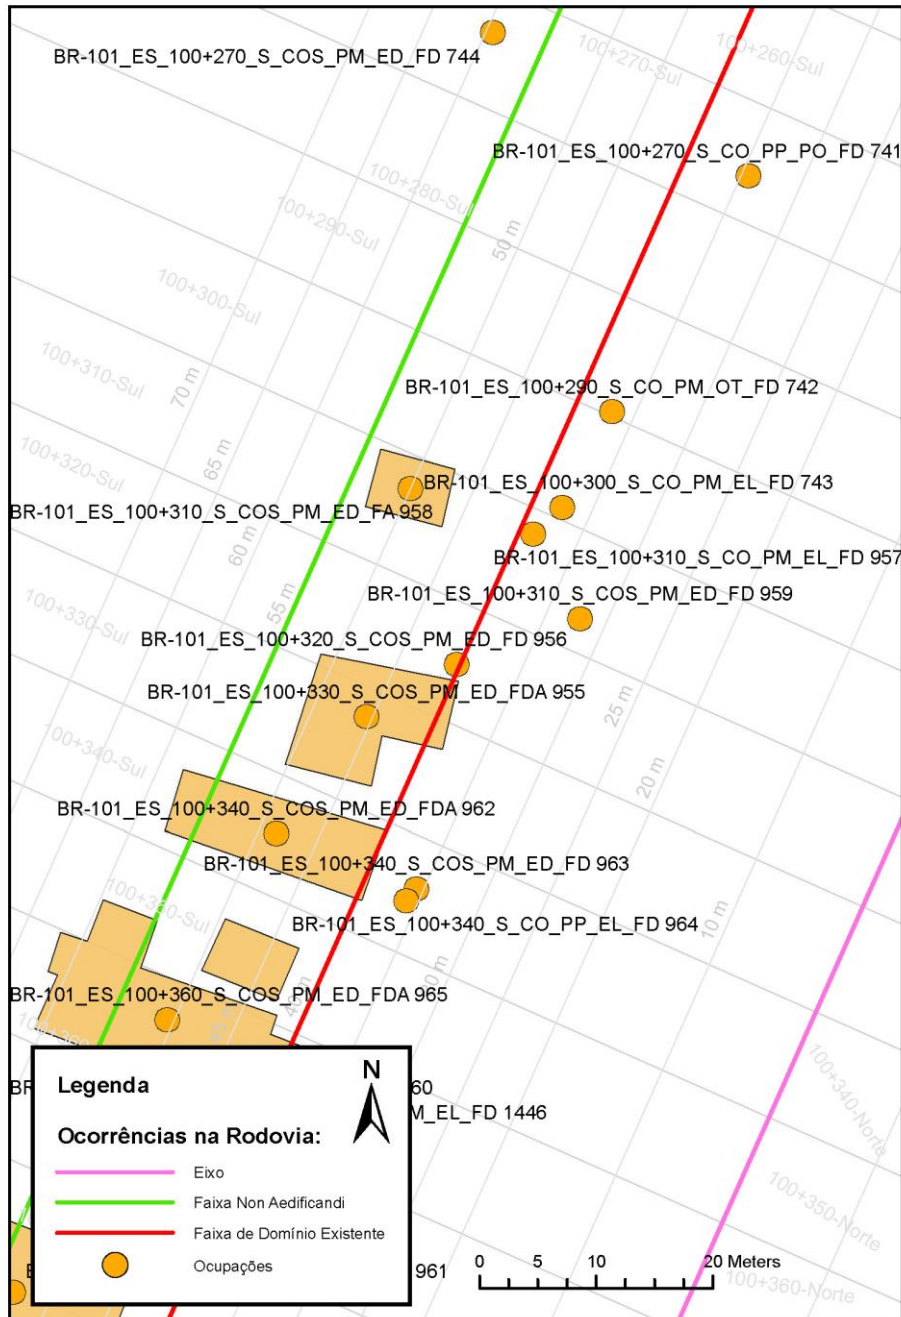 BR-101_ES_100+270_S_COS_PM_ED_FD 744
100+270-Sul
100+260-Sul
BR-101_ES_100+270_S_CO_PP_PO_FD 741
100+280-Sul
100+290-Sul
50 m
100+300-Sul
100+310-Sul
70 m
BR-101_ES_100+290_S_CO_PM_OT_FD 742
100+320-Sul
65 m
BR-101_ES_100+300_S_CO_PM_EL_FD 743
BR-101_ES_100+310_S_COS_PM_ED_FA 958
60 m
BR-101_ES_100+310_S_CO_PM_EL_FD 957
BR-101_ES_100+310_S_COS_PM_ED_FD 959
55 m
100+330-Sul
BR-101_ES_100+320_S_COS_PM_ED_FD 956
BR-101_ES_100+330_S_COS_PM_ED_FDA 955
25 m
100+340-Sul
20 m
BR-101_ES_100+340_S_COS_PM_ED_FDA 962
BR-101_ES_100+340_S_COS_PM_ED_FD 963
100+350-Sul
BR-101_ES_100+340_S_CO_PP_EL_FD 964
10 m
BR-101_ES_100+360_S_COS_PM_ED_FDA 965
40 m
100+360
60
M_EL_FD 1446
100+340-Norte
100+350-Norte
100+360-Norte
961
Legenda
N
Ocorrências na Rodovia:
Eixo
Faixa Non Aedificandi
Faixa de Domínio Existente
Ocupações
0 5 10 20 Meters